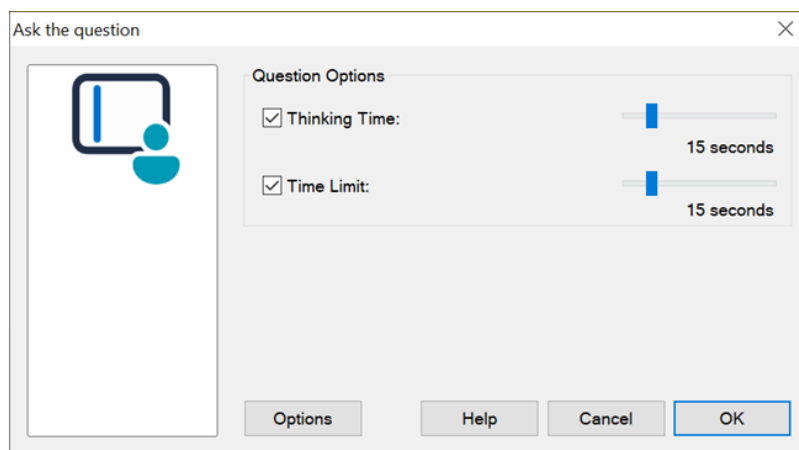 Ask the question
Question Options
Thinking Time:
15 seconds
Time Limit:
15 seconds
Options
Help
Cancel
OK